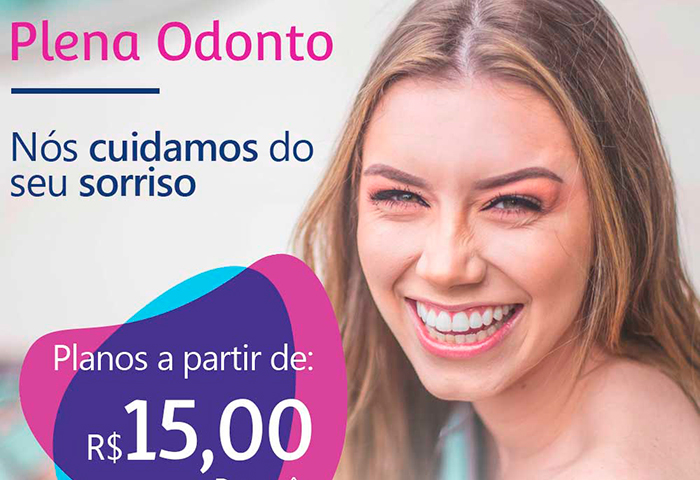 Plena Odonto
Nós cuidamos do
seu sorriso
Planos a partir de:
R$15,00